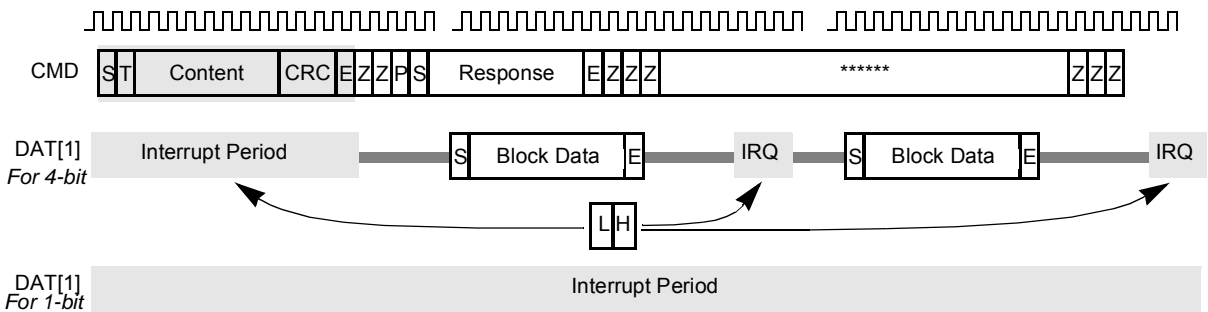 CMD S T Content CRC E Z Z P S Response E Z Z Z ****** Z Z Z
DAT[1] Interrupt Period S Block Data E IRQ S Block Data E IRQ
For 4-bit
L H
DAT[1] Interrupt Period
For 1-bit